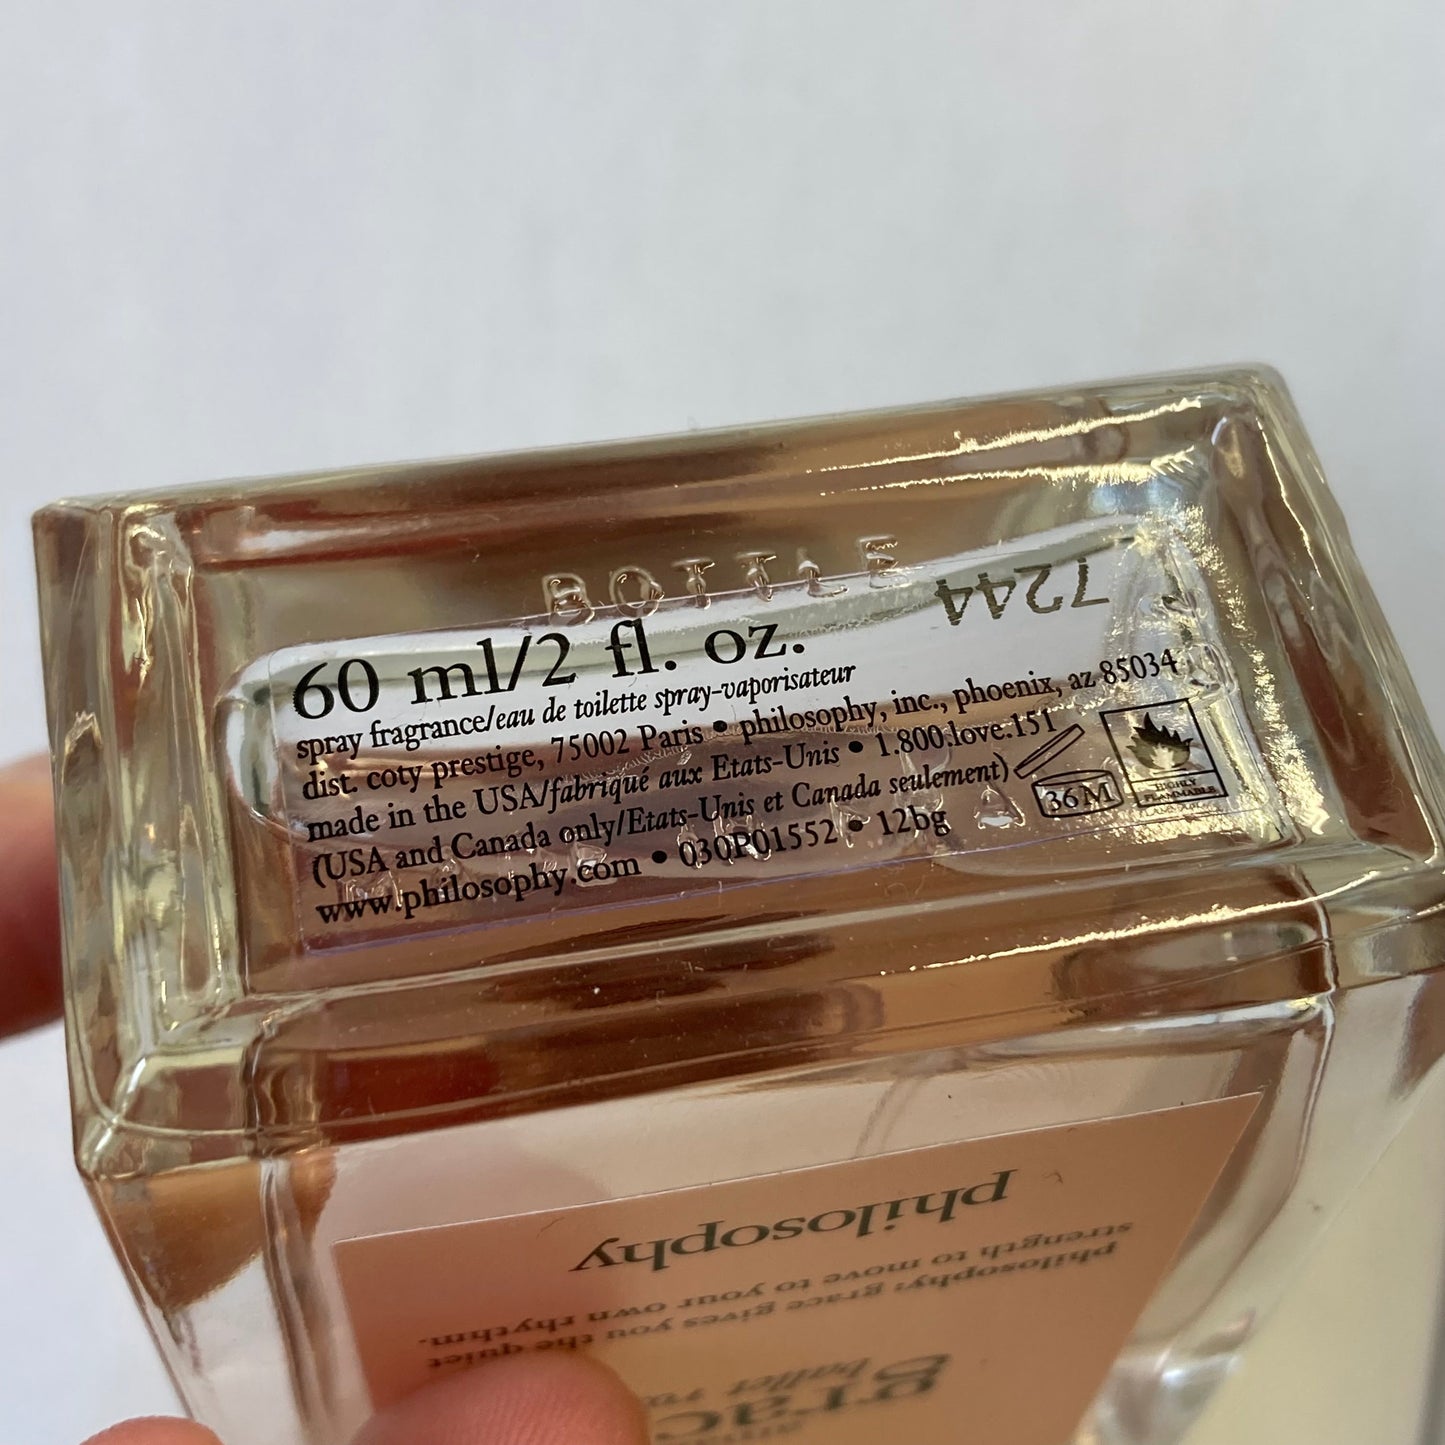 BOTTLE
7244
60 ml/2 fl. oz.
spray fragrance/eau de toilette spray-vaporisateur
dist. coty prestige, 75002 Paris • philosophy, inc., phoenix, az 85034
made in the USA/fabriqué aux Etats-Unis • 1.800.love.151
(USA and Canada only/Etats-Unis et Canada seulement)
www.philosophy.com • 030P01552 • 12bg
36M
HIGHLY
FLAMMABLE
philosophy
philosophy: grace gives you the quiet
strength to move to your own rhythm.
ballet